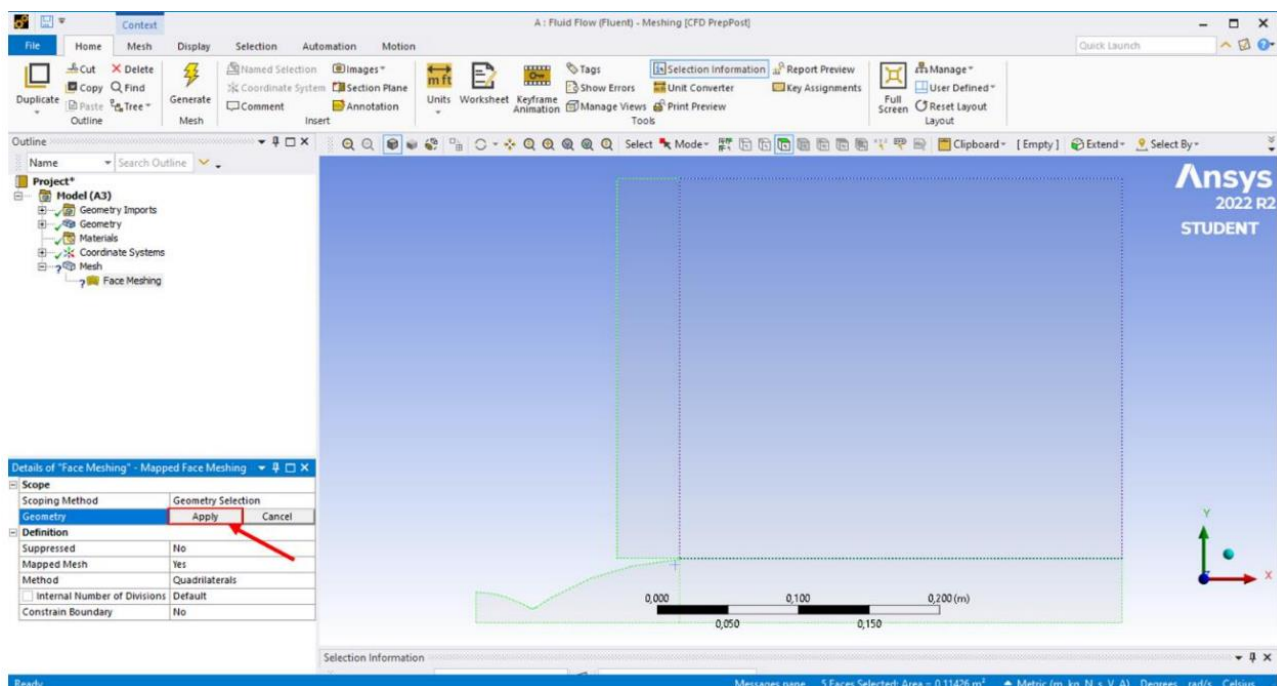 Context
A : Fluid Flow (Fluent) - Meshing [CFD PrepPost]
File Home Mesh Display Selection Automation Motion Quick Launch
Duplicate Cut Copy Paste Delete Find Tree
Outline
Generate
Mesh
Named Selection Coordinate System Comment Images Section Plane Annotation
Insert
m ft Units Worksheet Keyframe Animation Tags Show Errors Manage Views Selection Information Unit Converter Print Preview Report Preview Key Assignments
Tools
Full Screen Manage User Defined Reset Layout
Layout
Outline
Name Search Outline
Select Mode Clipboard [Empty] Extend Select By
Project*
Model (A3)
Geometry Imports
Geometry
Materials
Coordinate Systems
Mesh
Face Meshing
Ansys
2022 R2
STUDENT
Details of "Face Meshing" - Mapped Face Meshing
Scope
Scoping Method Geometry Selection
Geometry Apply Cancel
Definition
Suppressed No
Mapped Mesh Yes
Method Quadrilaterals
Internal Number of Divisions Default
Constrain Boundary No
0,000 0,100 0,200 (m)
0,050 0,150
Y
X
Selection Information
Ready Messages pane 5 Faces Selected: Area = 0,11426 m² Metric (m, kg, N, s, V, A) Degrees rad/s Celsius